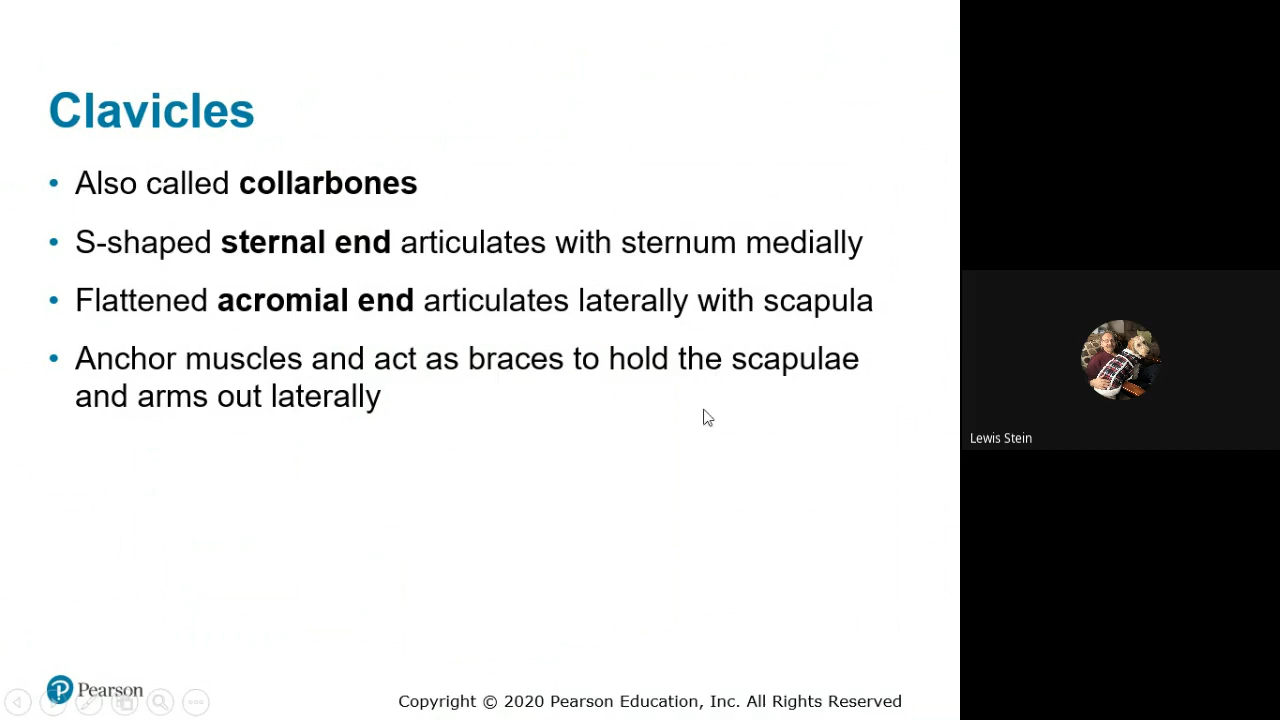 Clavicles
• Also called collarbones
• S-shaped sternal end articulates with sternum medially
• Flattened acromial end articulates laterally with scapula
• Anchor muscles and act as braces to hold the scapulae
and arms out laterally
Lewis Stein
Pearson
Copyright © 2020 Pearson Education, Inc. All Rights Reserved